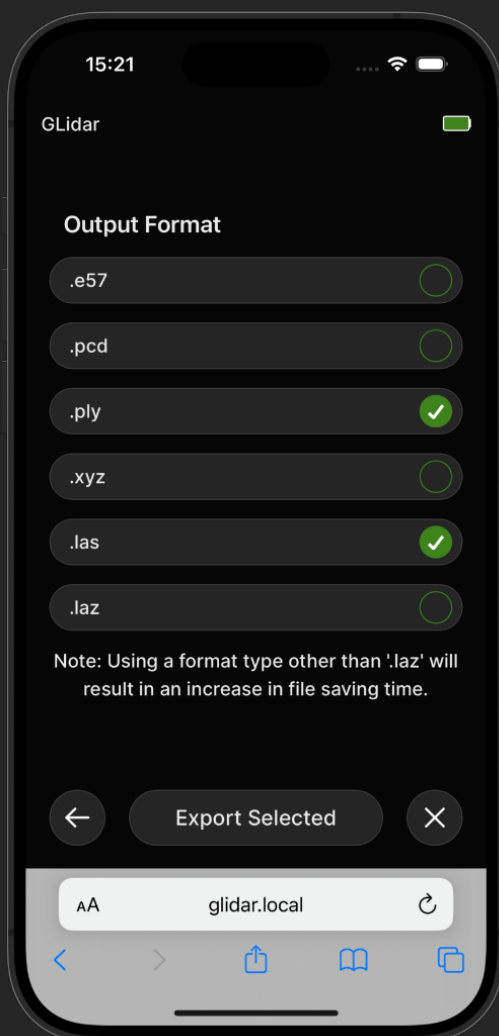 15:21
GLidar
Output Format
.e57
.pcd
.ply
.xyz
.las
.laz
Note: Using a format type other than '.laz' will
result in an increase in file saving time.
Export Selected
AA
glidar.local